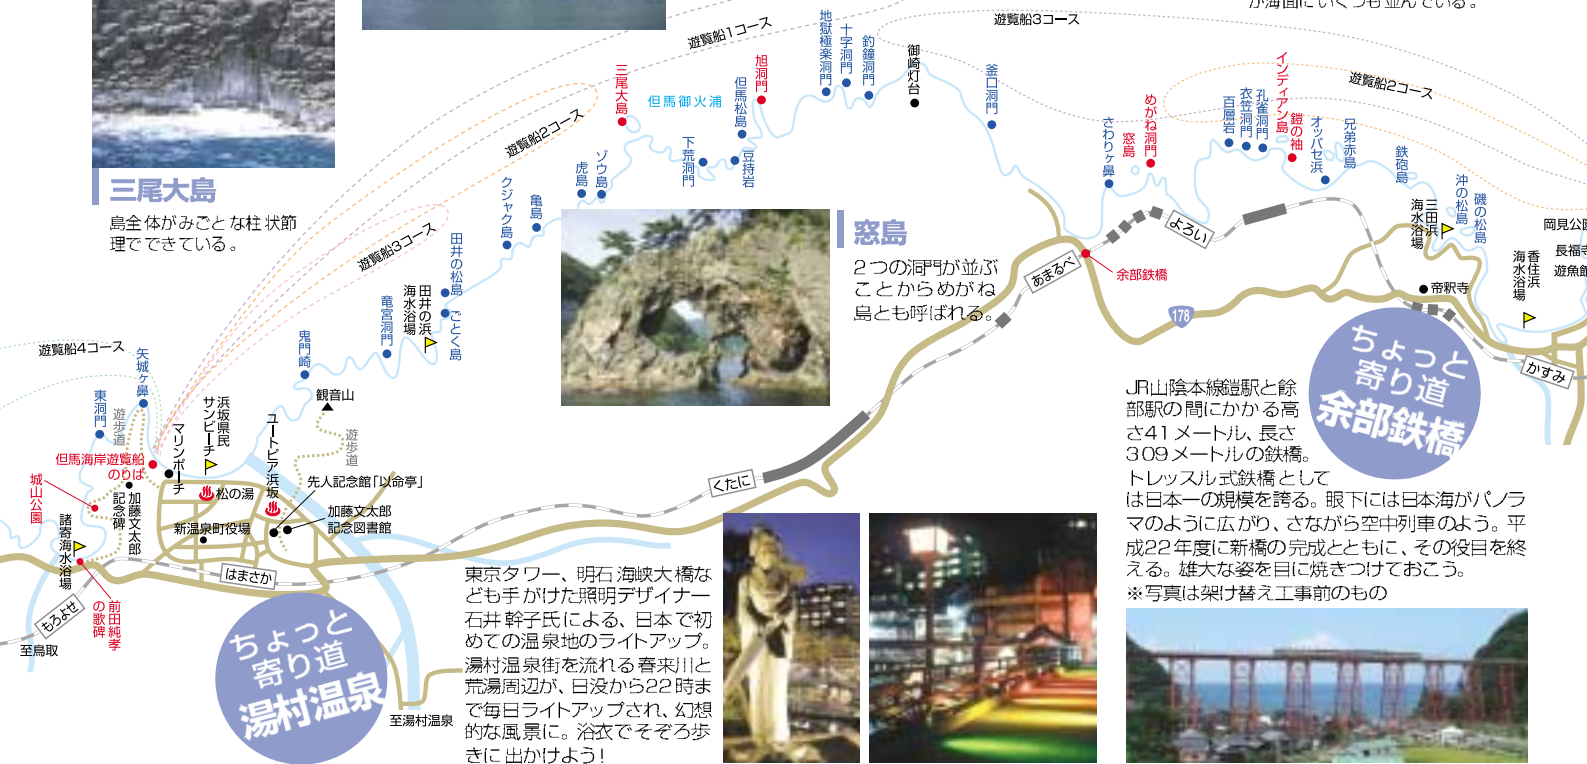 が海面にいくつも並んでいる。
遊覧船1コース
遊覧船3コース
遊覧船2コース
遊覧船2コース
遊覧船3コース
遊覧船4コース
地獄極楽洞門
十字洞門
釣鐘洞門
御崎灯台
釜口洞門
旭洞門
但馬松島
但馬御火浦
三尾大島
下荒洞門
豆持岩
ゾウ島
虎島
亀島
クジャク島
田井の松島
ごとく島
田井の浜
海水浴場
竜宮洞門
鬼門崎
矢城ヶ鼻
東洞門
さわりヶ鼻
窓島
めがね洞門
百層岩
衣笠洞門
孔雀洞門
インディアン島
鎧の袖
オッパセ浜
兄弟赤島
鉄砲島
沖の松島
磯の松島
三田浜
海水浴場
岡見公
長福寺
遊魚館
香住浜
海水浴場
帝釈寺
三尾大島
島全体がみごとな柱状節
理でできている。
窓島
2つの洞門が並ぶ
ことからめがね
島とも呼ばれる。
よろい
あまるべ
余部鉄橋
178
かすみ
くたに
はまさか
もろよせ
至鳥取
至湯村温泉
観音山
遊歩道
遊歩道
浜坂県民
サンビーチ
マリンポーチ
ユートピア浜坂
松の湯
但馬海岸遊覧船
のりば
城山公園
加藤文太郎
記念碑
諸寄海水浴場
前田純孝
の歌碑
新温泉町役場
先人記念館「以命亭」
加藤文太郎
記念図書館
ちょっと
寄り道
湯村温泉
東京タワー、明石海峡大橋な
ども手がけた照明デザイナー
石井幹子氏による、日本で初
めての温泉地のライトアップ。
湯村温泉街を流れる春来川と
荒湯周辺が、日没から22時ま
で毎日ライトアップされ、幻想
的な風景に。浴衣でそぞろ歩
きに出かけよう！
ちょっと
寄り道
余部鉄橋
JR山陰本線鎧駅と餘
部駅の間にかかる高
さ41メートル、長さ
309メートルの鉄橋。
トレッスル式鉄橋として
は日本一の規模を誇る。眼下には日本海がパノラ
マのように広がり、さながら空中列車のよう。平
成22年度に新橋の完成とともに、その役目を終
える。雄大な姿を目に焼きつけておこう。
※写真は架け替え工事前のもの